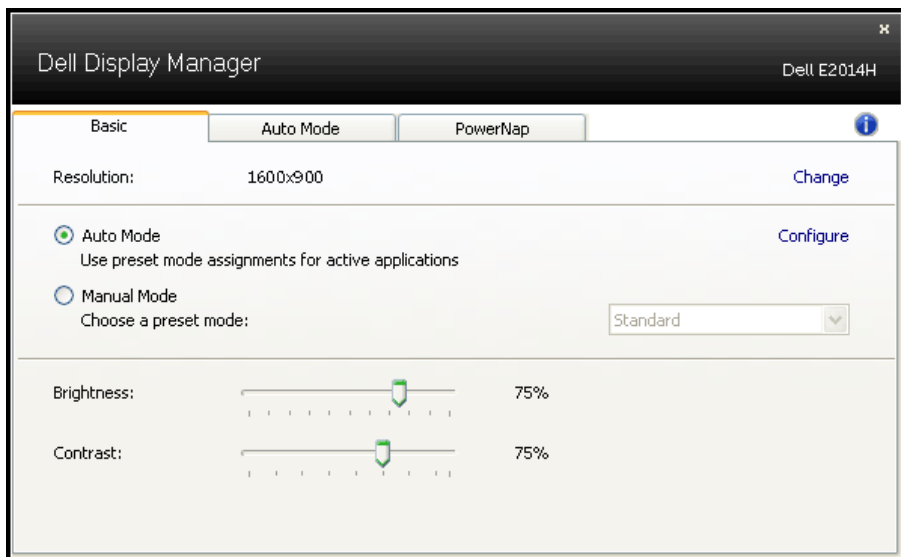 Dell Display Manager
Dell E2014H
Basic
Auto Mode
PowerNap
Resolution:
1600x900
Change
Auto Mode
Configure
Use preset mode assignments for active applications
Manual Mode
Choose a preset mode:
Standard
Brightness:
75%
Contrast:
75%